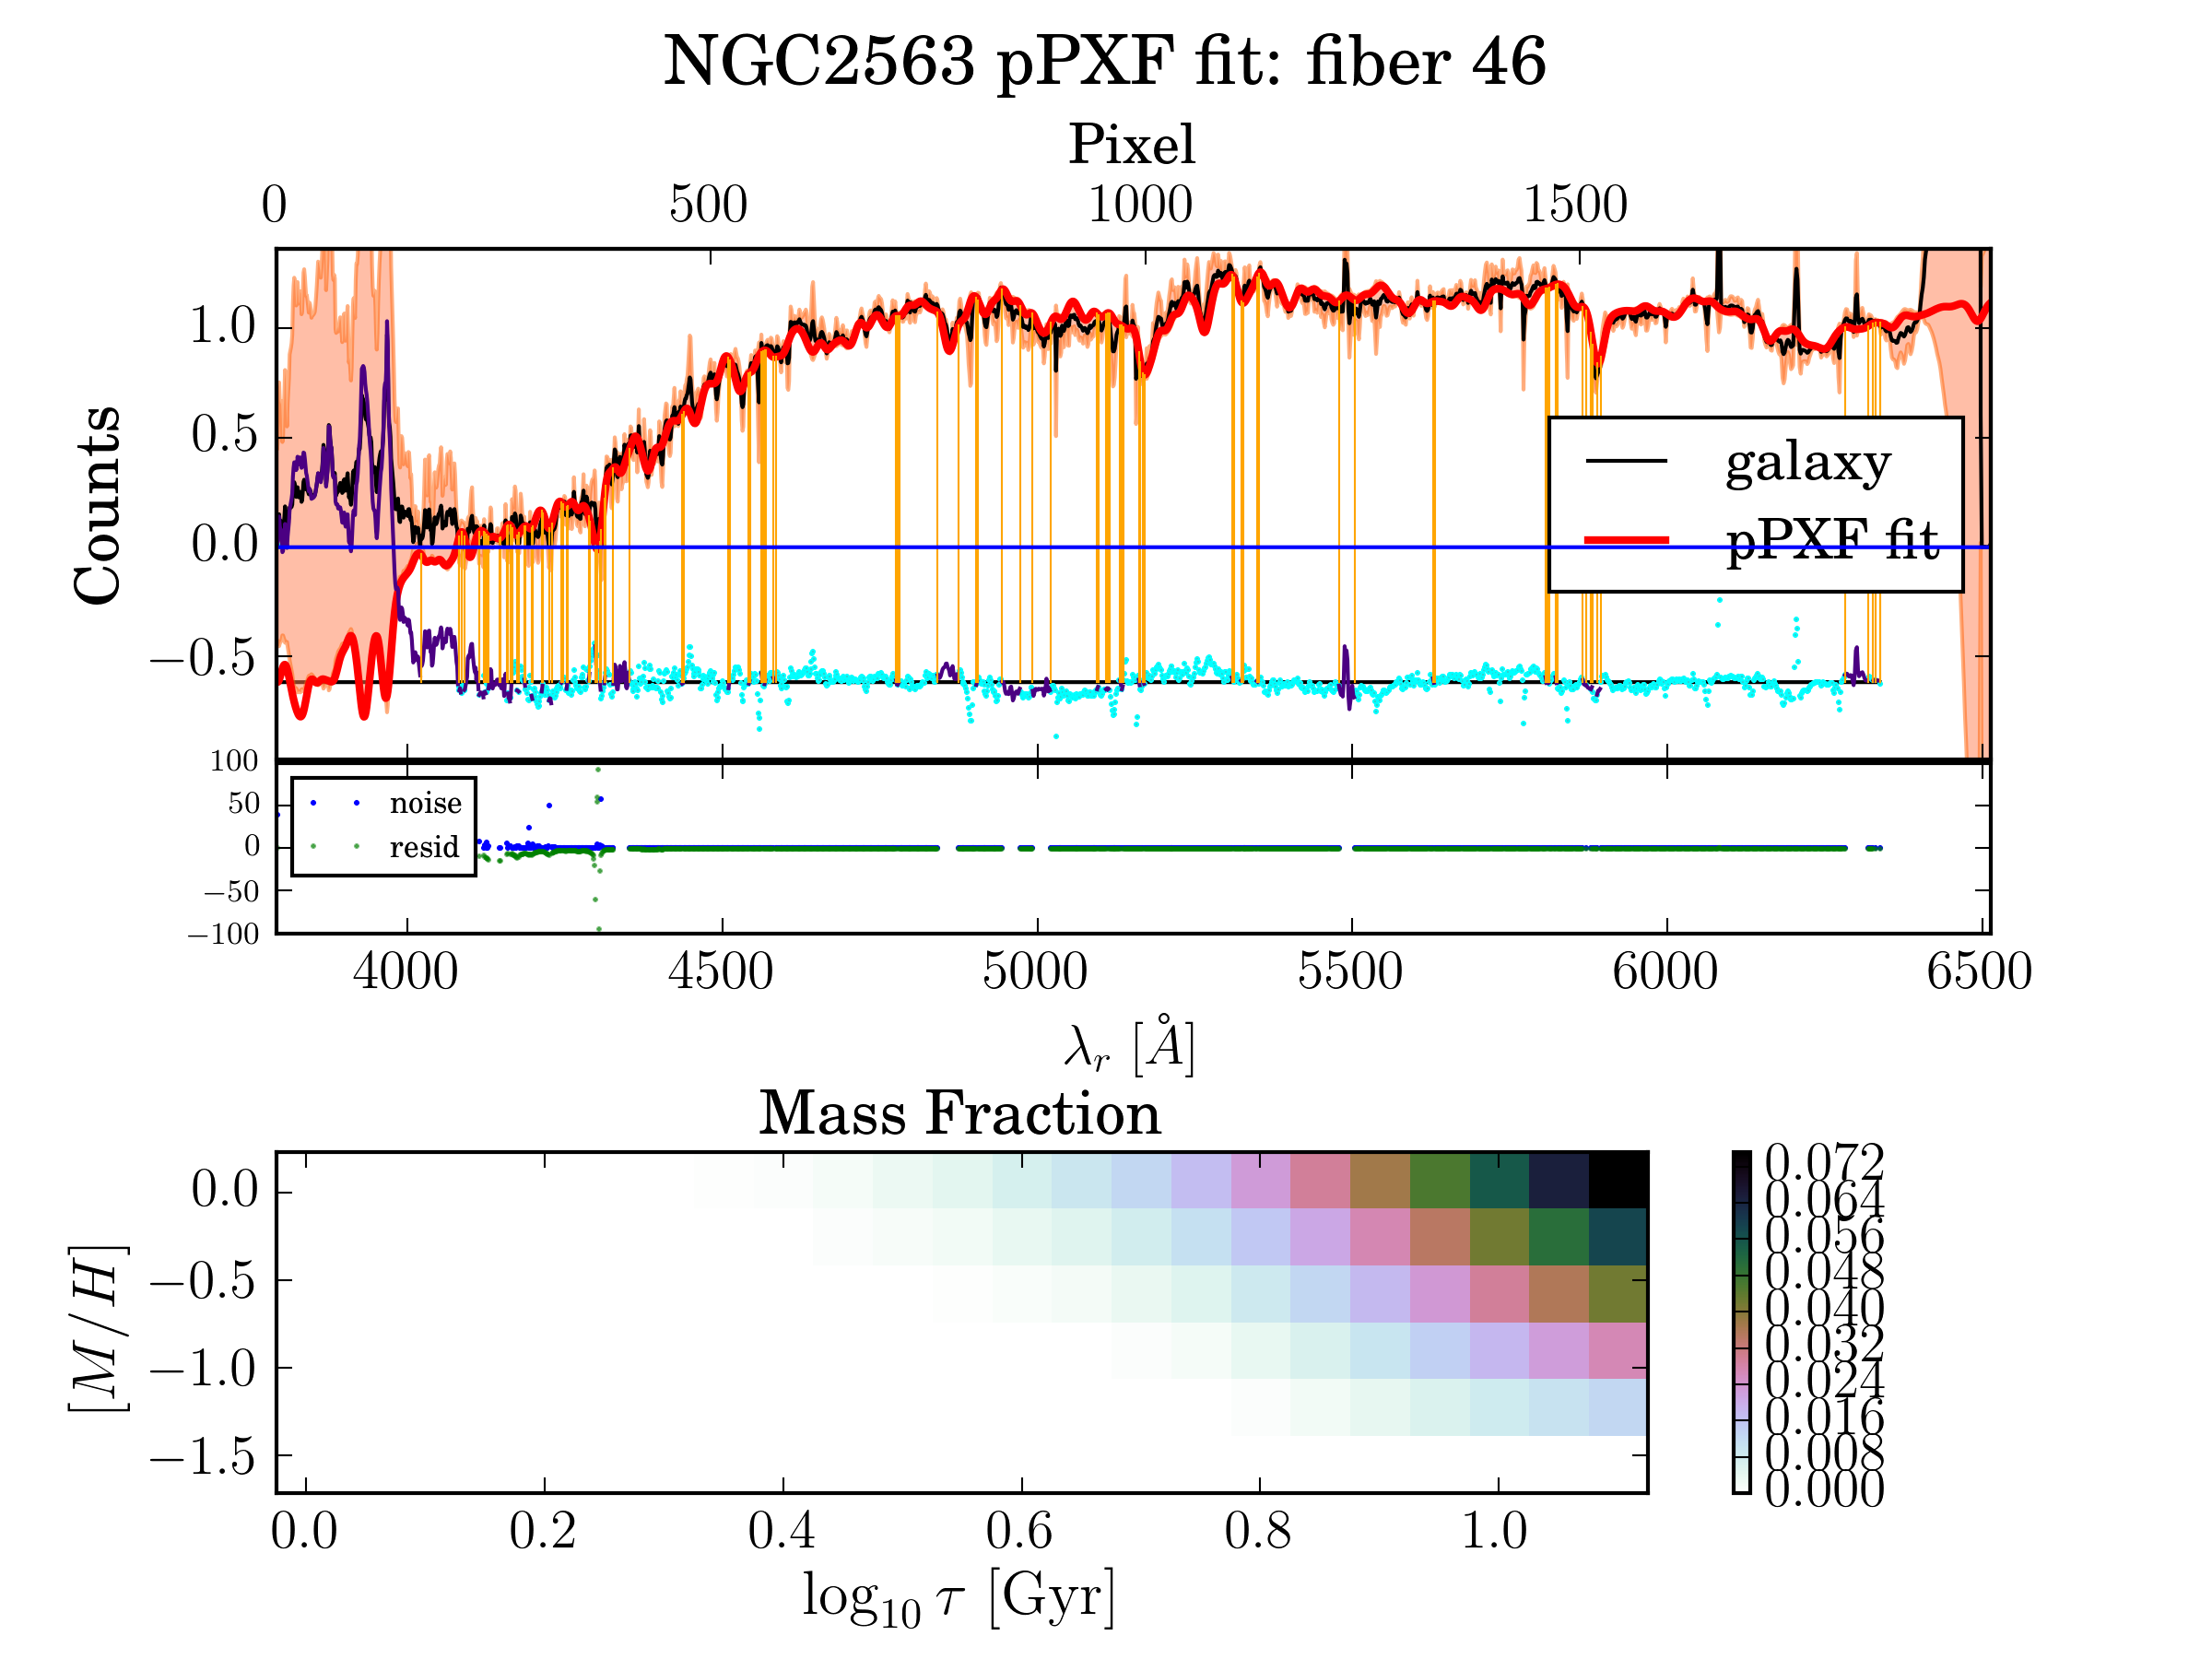 NGC2563 pPXF fit: fiber 46
Pixel
0 500 1000 1500
Counts
1.0
0.5
0.0
−0.5
galaxy
pPXF fit
100
50
0
−50
−100
noise
resid
4000 4500 5000 5500 6000 6500
λr [Å]
Mass Fraction
[M/H]
0.0
−0.5
−1.0
−1.5
0.072
0.064
0.056
0.048
0.040
0.032
0.024
0.016
0.008
0.000
0.0 0.2 0.4 0.6 0.8 1.0
log10 τ [Gyr]